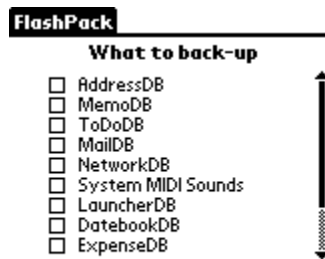 FlashPack
What to back-up
AddressDB
MemoDB
ToDoDB
MailDB
NetworkDB
System MIDI Sounds
LauncherDB
DatebookDB
ExpenseDB